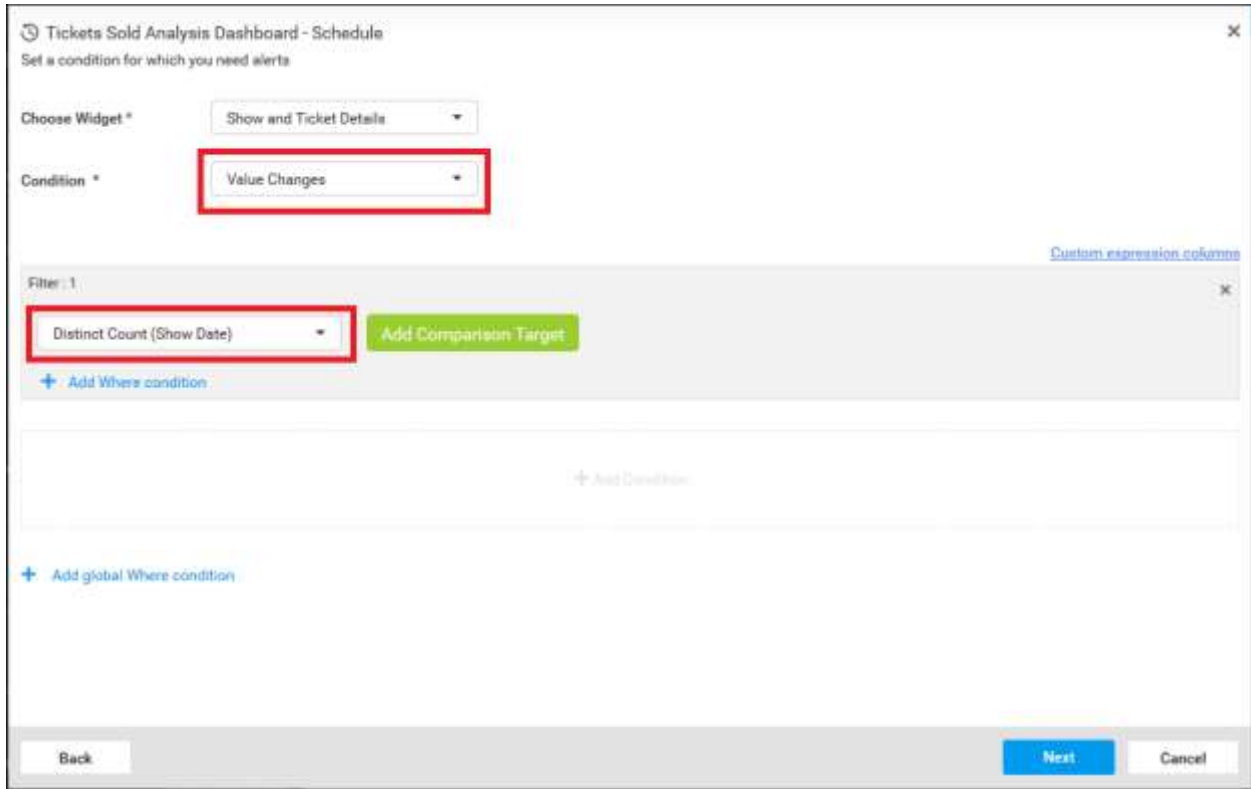 Tickets Sold Analysis Dashboard - Schedule
Set a condition for which you need alerts
Choose Widget * Show and Ticket Details
Condition * Value Changes
Custom expression columns
Filter : 1
Distinct Count (Show Date) Add Comparison Target
+ Add Where condition
+ Add Condition
+ Add global Where condition
Back Next Cancel